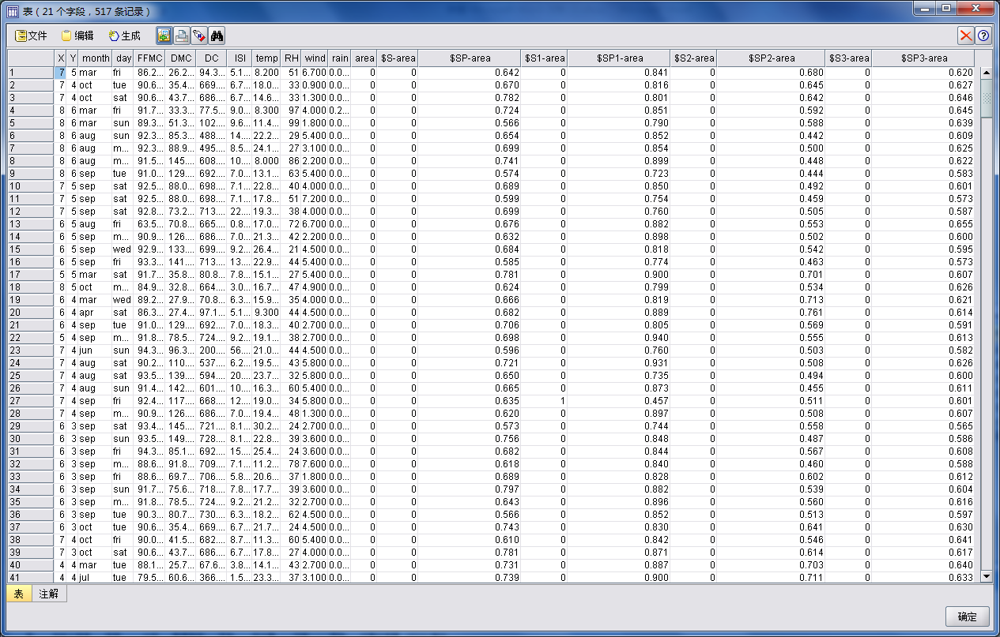 表（21 个字段，517 条记录）
文件 编辑 生成
X Y month day FFMC DMC DC ISI temp RH wind rain area $S-area $SP-area $S1-area $SP1-area $S2-area $SP2-area $S3-area $SP3-area
1 7 5 mar fri 86.2... 26.2... 94.3... 5.1... 8.200 51 6.700 0.0... 0 0 0.642 0 0.841 0 0.680 0 0.620
2 7 4 oct tue 90.6... 35.4... 669.... 6.7... 18.0... 33 0.900 0.0... 0 0 0.670 0 0.816 0 0.645 0 0.627
3 7 4 oct sat 90.6... 43.7... 686.... 6.7... 14.6... 33 1.300 0.0... 0 0 0.782 0 0.801 0 0.642 0 0.646
4 8 6 mar fri 91.7... 33.3... 77.5... 9.0... 8.300 97 4.000 0.2... 0 0 0.724 0 0.851 0 0.592 0 0.645
5 8 6 mar sun 89.3... 51.3... 102.... 9.6... 11.4... 99 1.800 0.0... 0 0 0.566 0 0.790 0 0.588 0 0.639
6 8 6 aug sun 92.3... 85.3... 488.... 14.... 22.2... 29 5.400 0.0... 0 0 0.654 0 0.852 0 0.442 0 0.609
7 8 6 aug m... 92.3... 88.9... 495.... 8.5... 24.1... 27 3.100 0.0... 0 0 0.699 0 0.854 0 0.500 0 0.625
8 8 6 aug m... 91.5... 145.... 608.... 10.... 8.000 86 2.200 0.0... 0 0 0.741 0 0.899 0 0.448 0 0.622
9 8 6 sep tue 91.0... 129.... 692.... 7.0... 13.1... 63 5.400 0.0... 0 0 0.574 0 0.723 0 0.444 0 0.583
10 7 5 sep sat 92.5... 88.0... 698.... 7.1... 22.8... 40 4.000 0.0... 0 0 0.689 0 0.850 0 0.492 0 0.601
11 7 5 sep sat 92.5... 88.0... 698.... 7.1... 17.8... 51 7.200 0.0... 0 0 0.599 0 0.754 0 0.459 0 0.573
12 7 5 sep sat 92.8... 73.2... 713.... 22.... 19.3... 38 4.000 0.0... 0 0 0.699 0 0.760 0 0.505 0 0.587
13 6 5 aug fri 63.5... 70.8... 665.... 0.8... 17.0... 72 6.700 0.0... 0 0 0.676 0 0.882 0 0.553 0 0.655
14 6 5 sep m... 90.9... 126.... 686.... 7.0... 21.3... 42 2.200 0.0... 0 0 0.632 0 0.898 0 0.502 0 0.600
15 6 5 sep wed 92.9... 133.... 699.... 9.2... 26.4... 21 4.500 0.0... 0 0 0.684 0 0.818 0 0.542 0 0.595
16 6 5 sep fri 93.3... 141.... 713.... 13.... 22.9... 44 5.400 0.0... 0 0 0.585 0 0.774 0 0.463 0 0.573
17 5 5 mar sat 91.7... 35.8... 80.8... 7.8... 15.1... 27 5.400 0.0... 0 0 0.781 0 0.900 0 0.701 0 0.607
18 8 5 oct m... 84.9... 32.8... 664.... 3.0... 16.7... 47 4.900 0.0... 0 0 0.624 0 0.799 0 0.534 0 0.626
19 6 4 mar wed 89.2... 27.9... 70.8... 6.3... 15.9... 35 4.000 0.0... 0 0 0.666 0 0.819 0 0.713 0 0.621
20 6 4 apr sat 86.3... 27.4... 97.1... 5.1... 9.300 44 4.500 0.0... 0 0 0.682 0 0.889 0 0.761 0 0.614
21 6 4 sep tue 91.0... 129.... 692.... 7.0... 18.3... 40 2.700 0.0... 0 0 0.706 0 0.805 0 0.569 0 0.591
22 5 4 sep m... 91.8... 78.5... 724.... 9.2... 19.1... 38 2.700 0.0... 0 0 0.698 0 0.940 0 0.555 0 0.613
23 7 4 jun sun 94.3... 96.3... 200.... 56.... 21.0... 44 4.500 0.0... 0 0 0.596 0 0.760 0 0.503 0 0.582
24 7 4 aug sat 90.2... 110.... 537.... 6.2... 19.5... 43 5.800 0.0... 0 0 0.721 0 0.931 0 0.508 0 0.626
25 7 4 aug sat 93.5... 139.... 594.... 20.... 23.7... 32 5.800 0.0... 0 0 0.650 0 0.735 0 0.494 0 0.600
26 7 4 aug sun 91.4... 142.... 601.... 10.... 16.3... 60 5.400 0.0... 0 0 0.665 0 0.873 0 0.455 0 0.611
27 7 4 sep fri 92.4... 117.... 668.... 12.... 19.0... 34 5.800 0.0... 0 0 0.635 1 0.457 0 0.511 0 0.601
28 7 4 sep m... 90.9... 126.... 686.... 7.0... 19.4... 48 1.300 0.0... 0 0 0.620 0 0.897 0 0.508 0 0.607
29 6 3 sep sat 93.4... 145.... 721.... 8.1... 30.2... 24 2.700 0.0... 0 0 0.573 0 0.744 0 0.558 0 0.565
30 6 3 sep sun 93.5... 149.... 728.... 8.1... 22.8... 39 3.600 0.0... 0 0 0.756 0 0.848 0 0.487 0 0.586
31 6 3 sep fri 94.3... 85.1... 692.... 15.... 25.4... 24 3.600 0.0... 0 0 0.682 0 0.844 0 0.567 0 0.608
32 6 3 sep m... 88.6... 91.8... 709.... 7.1... 11.2... 78 7.600 0.0... 0 0 0.618 0 0.840 0 0.460 0 0.588
33 6 3 sep fri 88.6... 69.7... 706.... 5.8... 20.6... 37 1.800 0.0... 0 0 0.689 0 0.828 0 0.602 0 0.612
34 6 3 sep sun 91.7... 75.6... 718.... 7.8... 17.7... 39 3.600 0.0... 0 0 0.797 0 0.882 0 0.539 0 0.604
35 6 3 sep m... 91.8... 78.5... 724.... 9.2... 21.2... 32 2.700 0.0... 0 0 0.643 0 0.896 0 0.560 0 0.616
36 6 3 sep tue 90.3... 80.7... 730.... 6.3... 18.2... 62 4.500 0.0... 0 0 0.566 0 0.852 0 0.513 0 0.597
37 6 3 oct tue 90.6... 35.4... 669.... 6.7... 21.7... 24 4.500 0.0... 0 0 0.743 0 0.830 0 0.641 0 0.630
38 7 4 oct fri 90.0... 41.5... 682.... 8.7... 11.3... 60 5.400 0.0... 0 0 0.610 0 0.842 0 0.546 0 0.641
39 7 3 oct sat 90.6... 43.7... 686.... 6.7... 17.8... 27 4.000 0.0... 0 0 0.781 0 0.871 0 0.614 0 0.617
40 4 4 mar tue 88.1... 25.7... 67.6... 3.8... 14.1... 43 2.700 0.0... 0 0 0.731 0 0.887 0 0.703 0 0.640
41 4 4 jul tue 79.5... 60.6... 366.... 1.5... 23.3... 37 3.100 0.0... 0 0 0.739 0 0.900 0 0.711 0 0.633
表 注解
确定